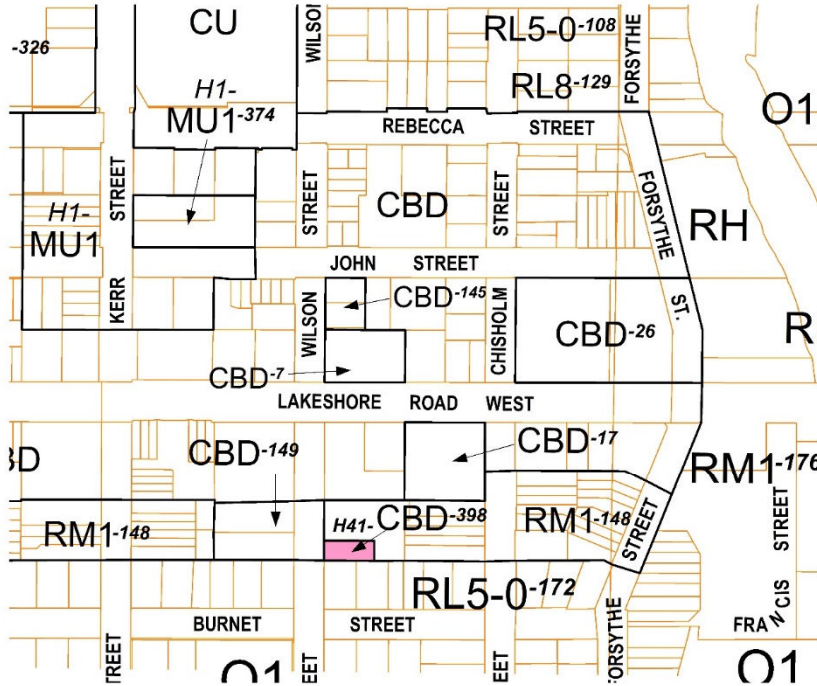 CU
WILSON
RL5-0-108
FORSYTHE
-326
H1-
MU1-374
RL8-129
O1
REBECCA STREET
STREET
STREET
CBD
STREET
FORSYTHE
RH
H1-
MU1
JOHN STREET
KERR
WILSON
CBD-145
CHISHOLM
CBD-26
ST.
R
CBD-7
LAKESHORE ROAD WEST
CBD-149
CBD-17
BD
RM1-176
H41-
CBD-398
RM1-148
RM1-148
STREET
STREET
RL5-0-172
BURNET STREET
FORSYTHE
FRANCIS
TREET
O1
EET
EET
O1